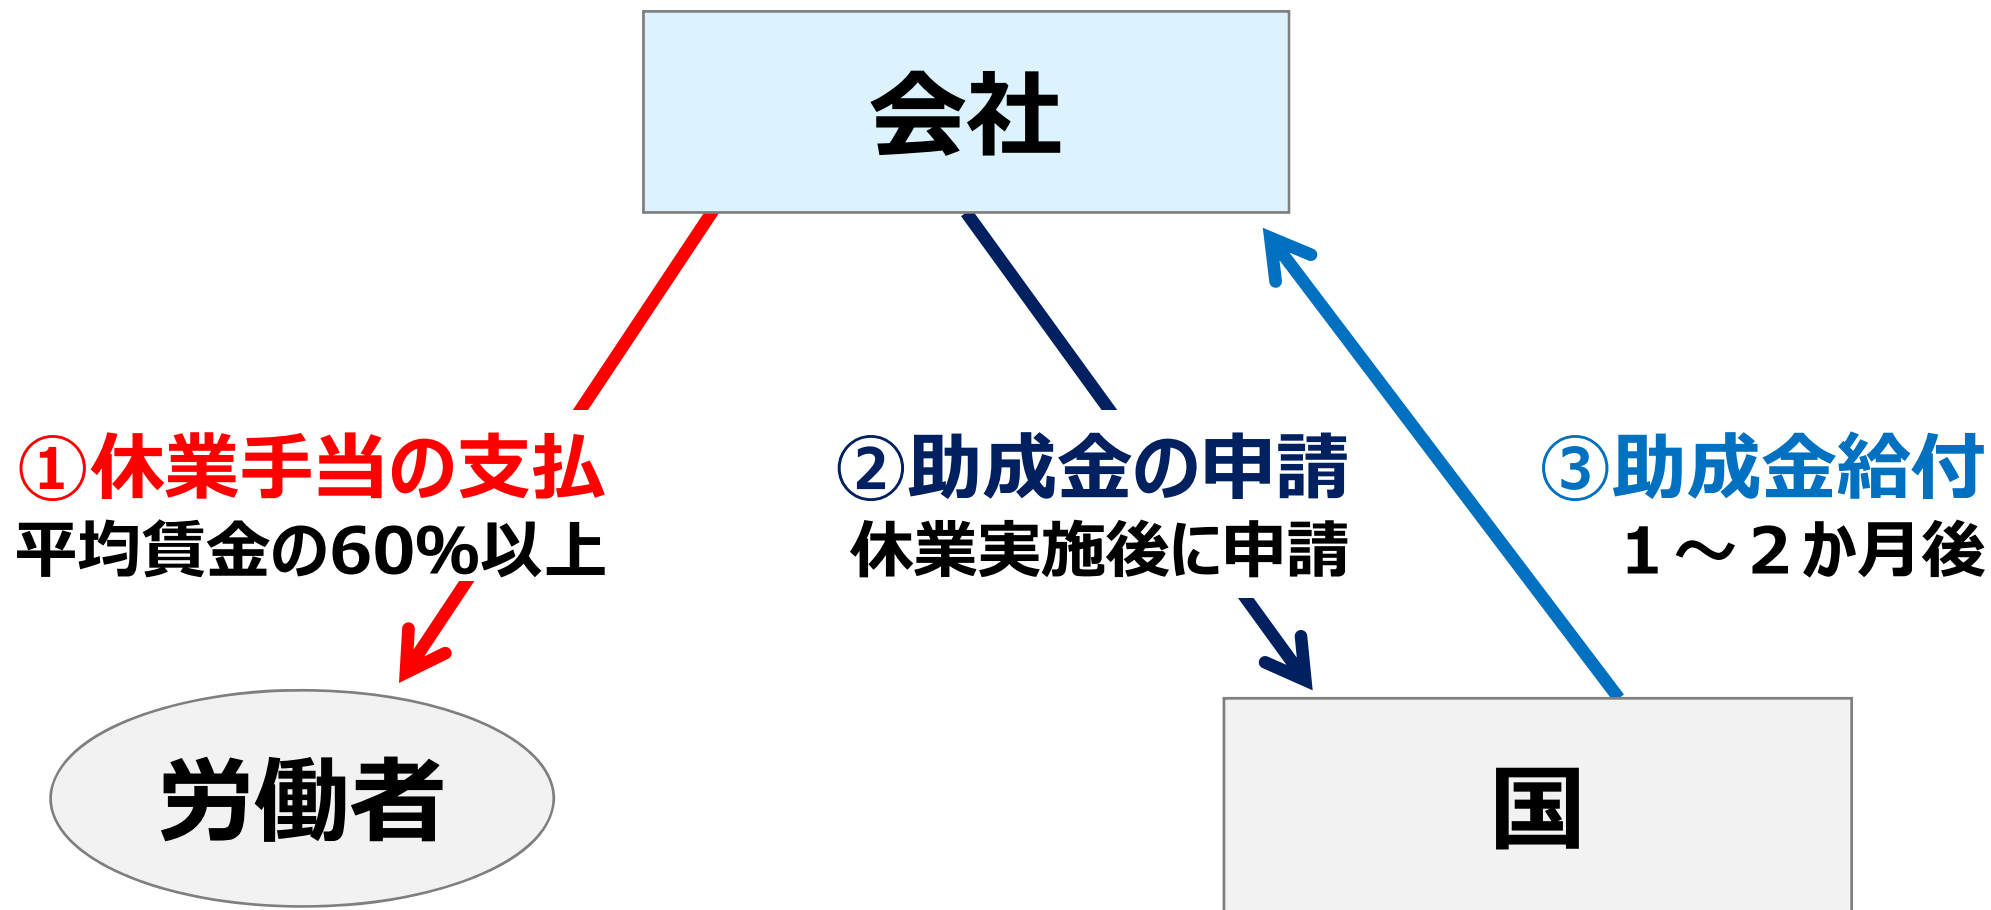 会社
①休業手当の支払
平均賃金の60%以上
②助成金の申請
休業実施後に申請
③助成金給付
１～２か月後
労働者
国